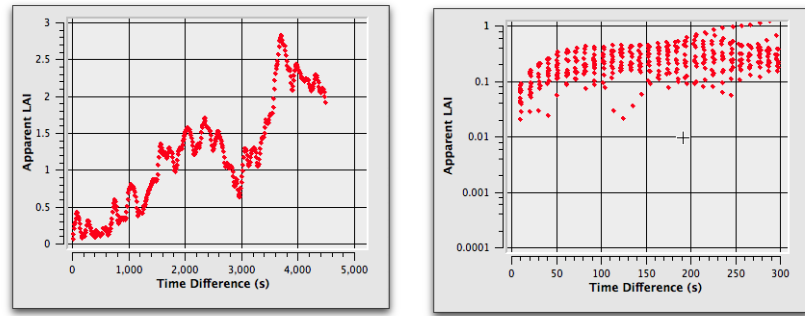 Apparent LAI
3
2.5
2
1.5
1
0.5
0
0 1,000 2,000 3,000 4,000 5,000
Time Difference (s)
Apparent LAI
1
0.1
0.01
0.001
0.0001
0 50 100 150 200 250 300
Time Difference (s)